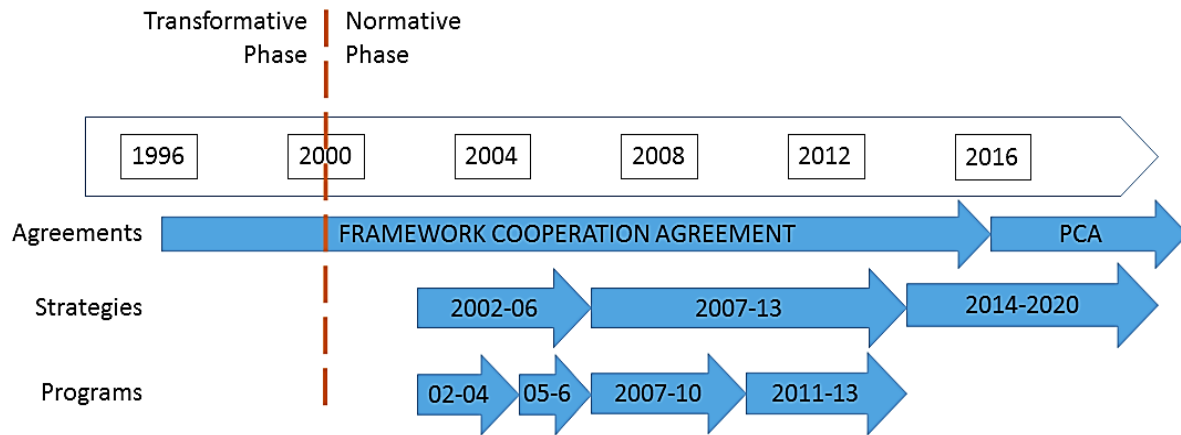 Transformative Phase
Normative Phase
1996 2000 2004 2008 2012 2016
Agreements FRAMEWORK COOPERATION AGREEMENT PCA
Strategies 2002-06 2007-13 2014-2020
Programs 02-04 05-6 2007-10 2011-13